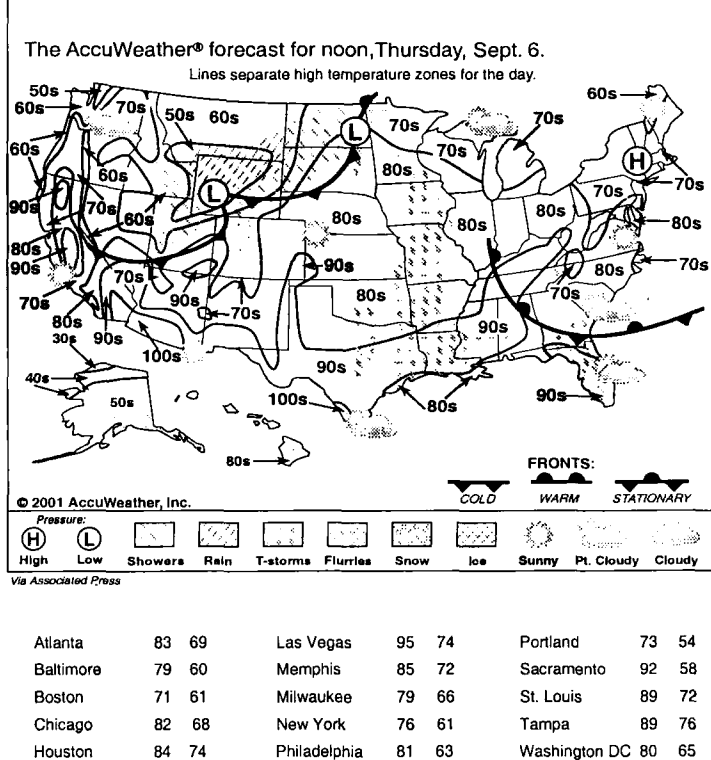 The AccuWeather® forecast for noon, Thursday, Sept. 6.
Lines separate high temperature zones for the day.
50s 60s
60s 70s 50s 60s 70s 70s 70s
60s 60s L 80s 70s H
90s 70s 60s L 80s 80s 80s 70s 70s
80s 80s
90s 90s 80s 70s
70s 70s 90s 70s 80s 70s
80s 90s 100s 90s 90s
30s
40s 50s 100s 80s 90s
80s
FRONTS:
COLD WARM STATIONARY
© 2001 AccuWeather, Inc.
Pressure:
H L
High Low Showers Rain T-storms Flurries Snow Ice Sunny Pt. Cloudy Cloudy
Via Associated Press
Atlanta 83 69 Las Vegas 95 74 Portland 73 54
Baltimore 79 60 Memphis 85 72 Sacramento 92 58
Boston 71 61 Milwaukee 79 66 St. Louis 89 72
Chicago 82 68 New York 76 61 Tampa 89 76
Houston 84 74 Philadelphia 81 63 Washington DC 80 65